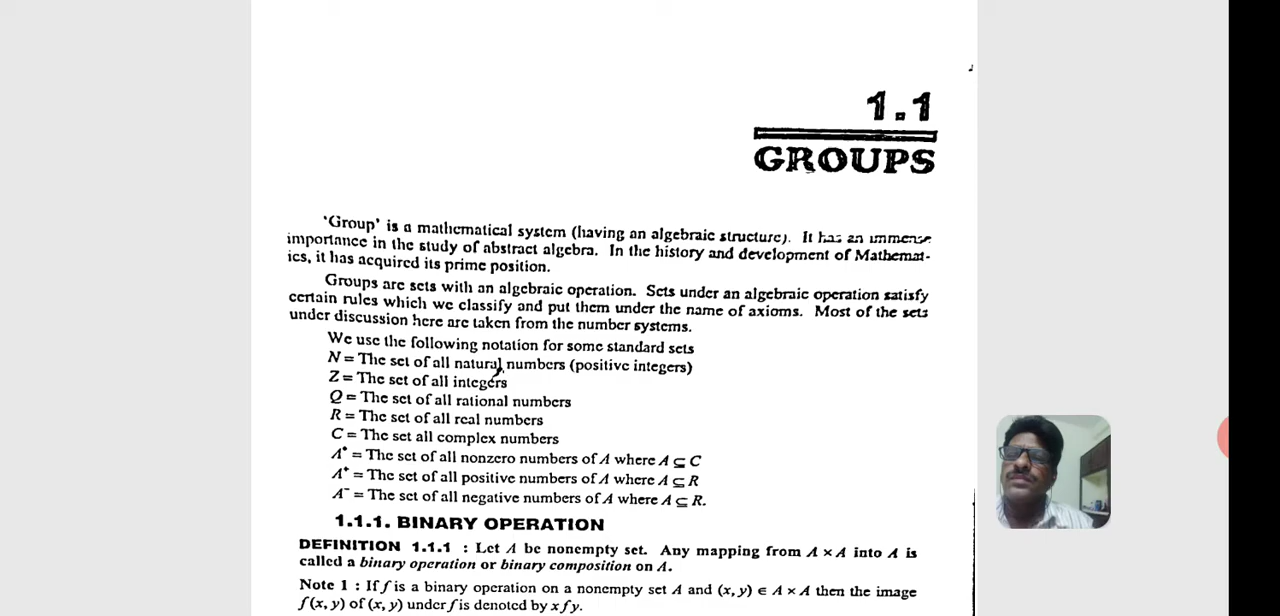 1.1
GROUPS
'Group' is a mathematical system (having an algebraic structure). It has an immense
importance in the study of abstract algebra. In the history and development of Mathemat-
ics, it has acquired its prime position.
Groups are sets with an algebraic operation. Sets under an algebraic operation satisfy
certain rules which we classify and put them under the name of axioms. Most of the sets
under discussion here are taken from the number systems.
We use the following notation for some standard sets
N = The set of all natural numbers (positive integers)
Z = The set of all integers
Q = The set of all rational numbers
R = The set of all real numbers
C = The set all complex numbers
A* = The set of all nonzero numbers of A where A ⊆ C
A⁺ = The set of all positive numbers of A where A ⊆ R
A⁻ = The set of all negative numbers of A where A ⊆ R.
1.1.1. BINARY OPERATION
DEFINITION 1.1.1 : Let A be nonempty set. Any mapping from A × A into A is
called a binary operation or binary composition on A.
Note 1 : If f is a binary operation on a nonempty set A and (x, y) ∈ A × A then the image
f(x, y) of (x, y) under f is denoted by x f y.